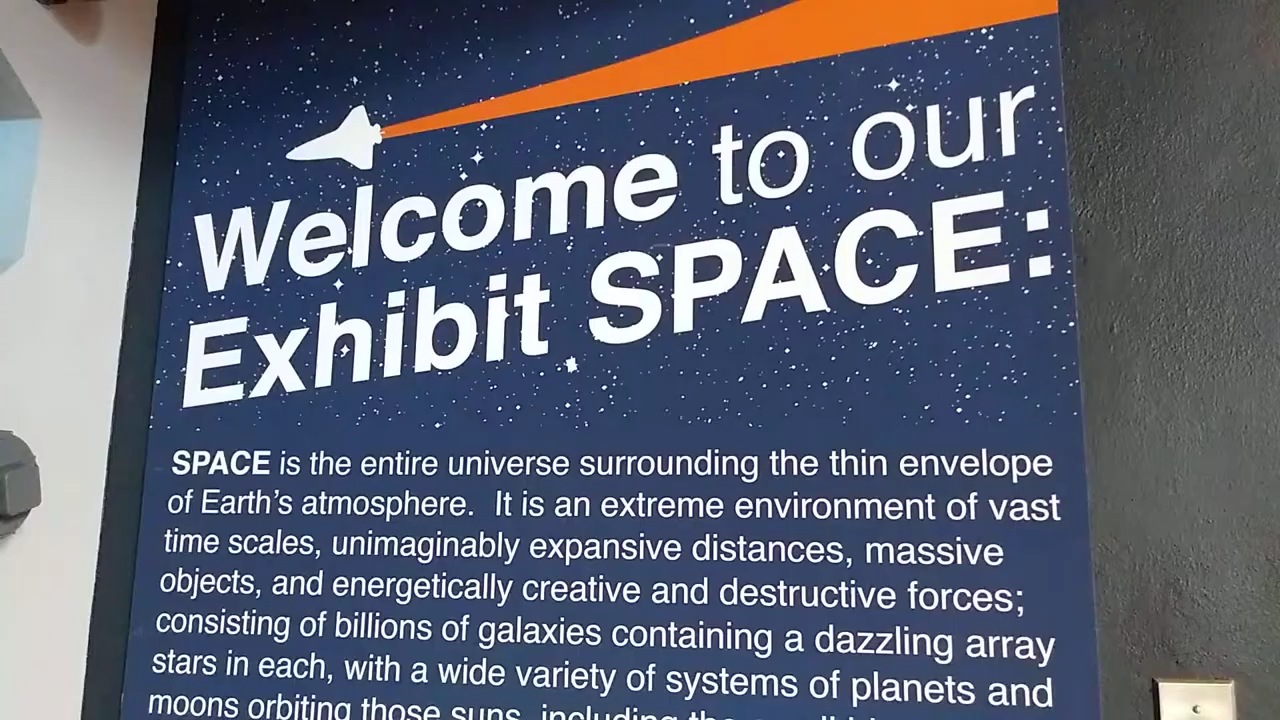 Welcome to our
Exhibit SPACE:
SPACE is the entire universe surrounding the thin envelope
of Earth's atmosphere.  It is an extreme environment of vast
time scales, unimaginably expansive distances, massive
objects, and energetically creative and destructive forces;
consisting of billions of galaxies containing a dazzling array
stars in each, with a wide variety of systems of planets and
moons orbiting those suns, including the